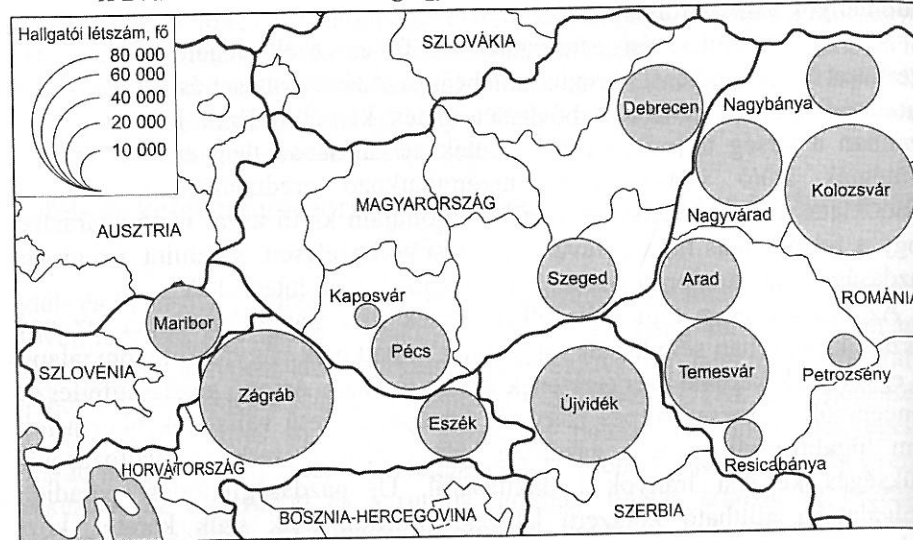 Hallgatói létszám, fő
80 000
60 000
40 000
20 000
10 000
SZLOVÁKIA
Debrecen
Nagybánya
Kolozsvár
Nagyvárad
MAGYARORSZÁG
AUSZTRIA
Szeged
Arad
ROMÁNIA
Kaposvár
Maribor
Pécs
SZLOVÉNIA
Zágráb
Eszék
Újvidék
Temesvár
Petrozsény
Resicabánya
HORVÁTORSZÁG
BOSZNIA-HERCEGOVINA
SZERBIA